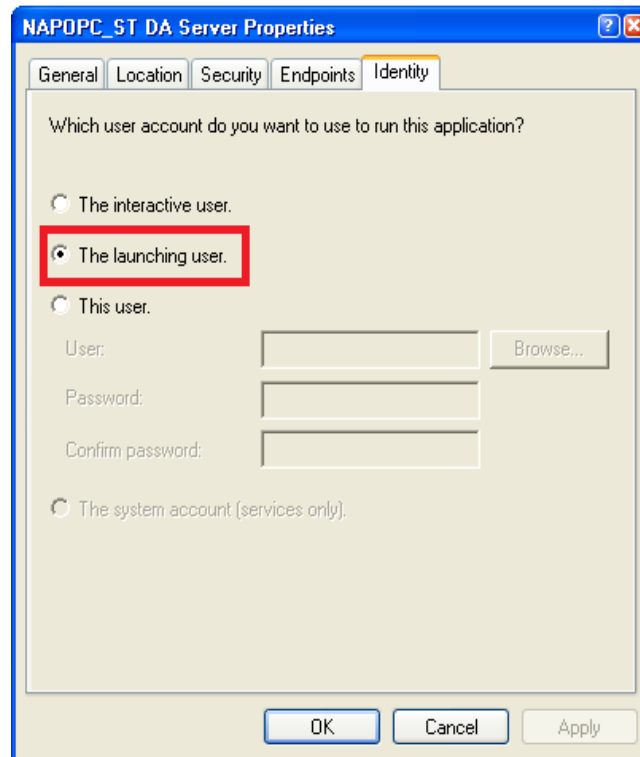 NAPOPC_ST DA Server Properties
General Location Security Endpoints Identity
Which user account do you want to use to run this application?
The interactive user.
The launching user.
This user.
User: Browse...
Password:
Confirm password:
The system account (services only).
OK Cancel Apply